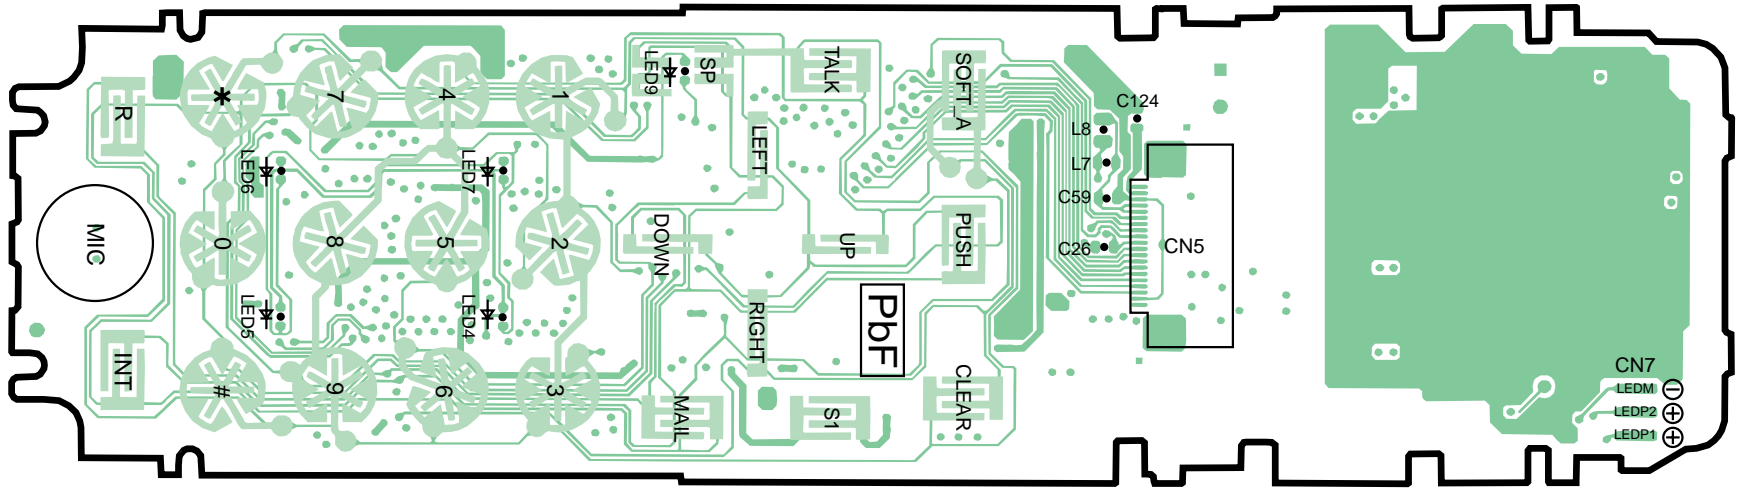 LED9
SP
TALK
SOFT_A
C124
L8
R
*
7
4
1
LEFT
L7
LED6
LED7
C59
MIC
0
8
5
2
DOWN
UP
PUSH
C26
CN5
LED5
LED4
RIGHT
PbF
INT
#
9
6
3
MAIL
S1
CLEAR
CN7
LEDM −
LEDP2 +
LEDP1 +